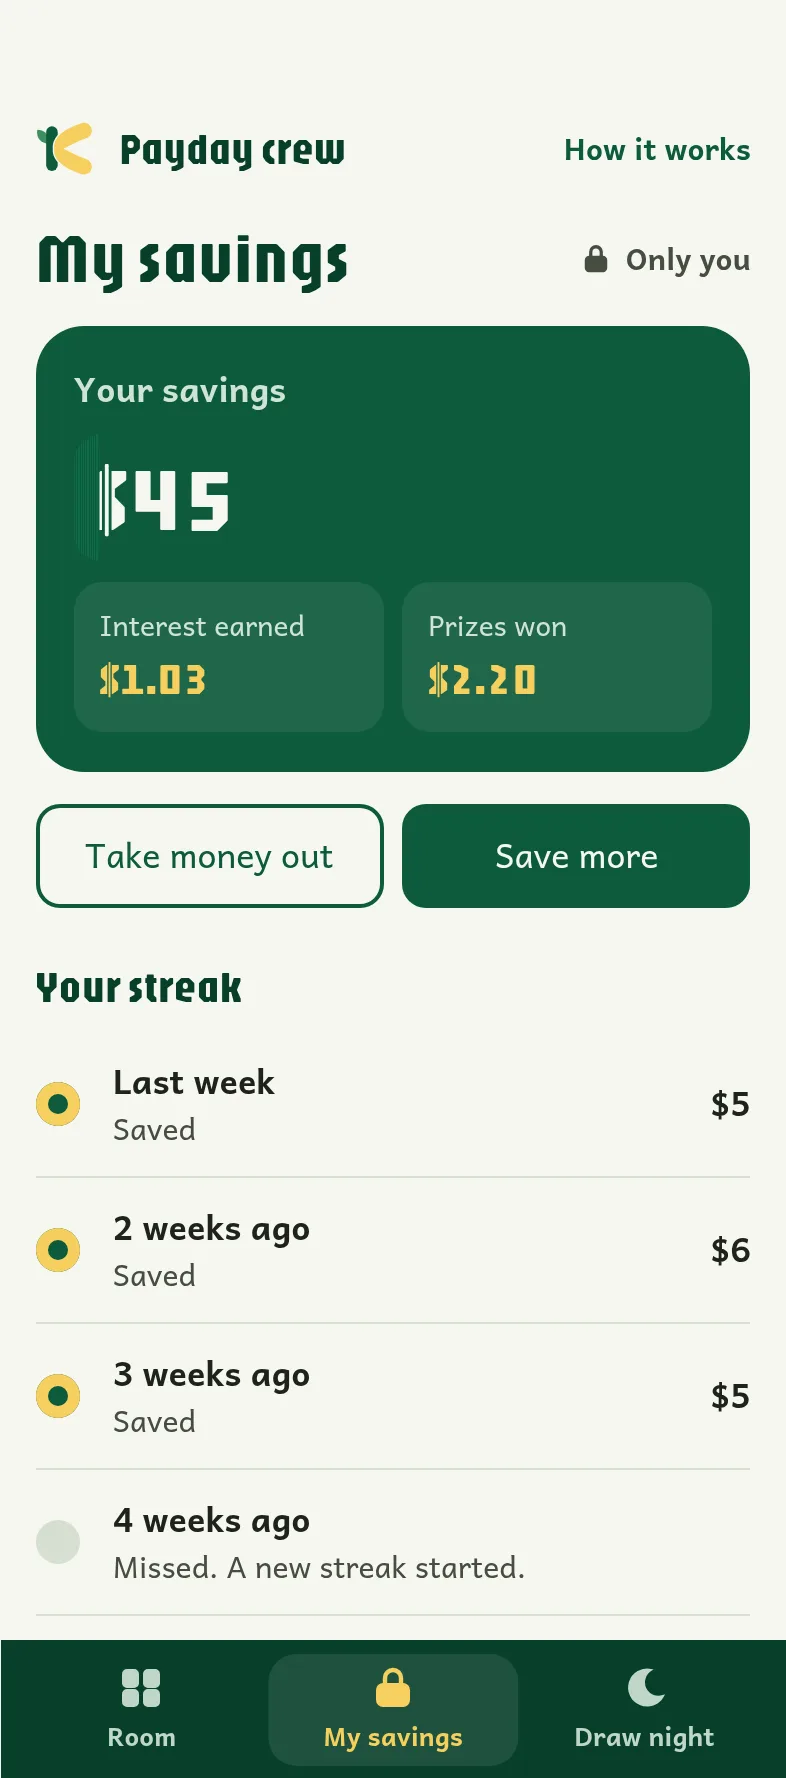 Payday crew
How it works
My savings
Only you
Your savings
$45
Interest earned
Prizes won
$1.03
$2.20
Take money out
Save more
Your streak
Last week
Saved
$5
2 weeks ago
Saved
$6
3 weeks ago
Saved
$5
4 weeks ago
Missed. A new streak started.
Room
My savings
Draw night